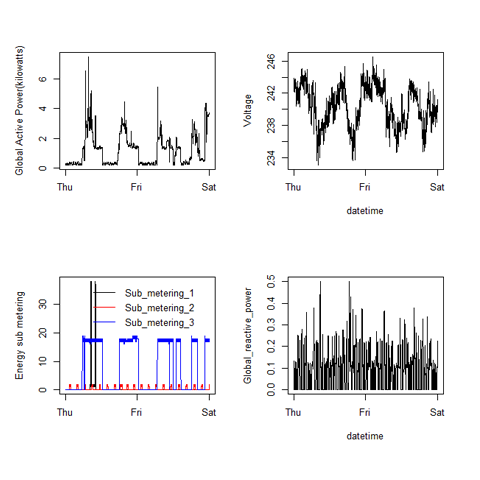 Global Active Power(kilowatts)
0 2 4 6
Thu Fri Sat
Voltage
234 238 242 246
Thu Fri Sat
datetime
Energy sub metering
0 10 20 30
Sub_metering_1
Sub_metering_2
Sub_metering_3
Thu Fri Sat
Global_reactive_power
0.0 0.1 0.2 0.3 0.4 0.5
Thu Fri Sat
datetime